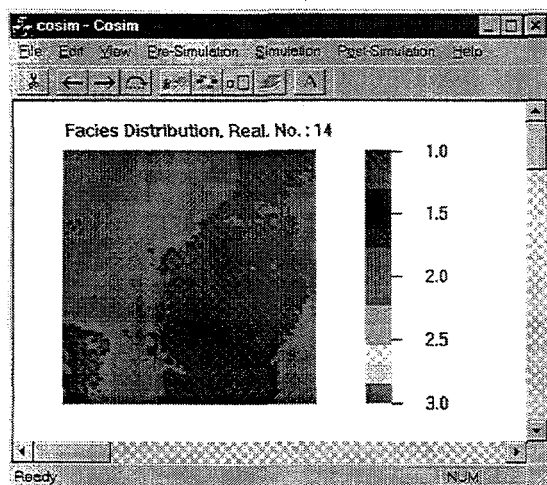 cosim - Cosim
File Edit View Pre-Simulation Simulation Post-Simulation Help
A
Facies Distribution, Real. No. : 14
1.0
1.5
2.0
2.5
3.0
Ready
NUM